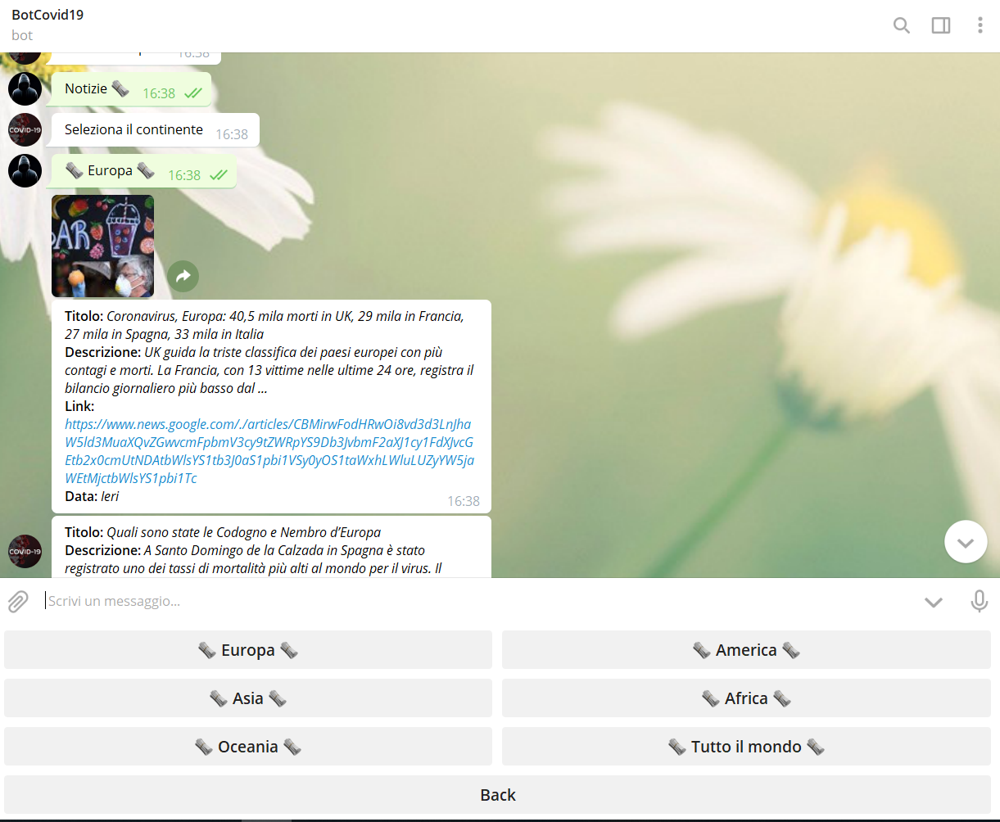 BotCovid19
bot
16:38
Notizie 16:38
COVID-19
Seleziona il continente 16:38
Europa 16:38
AR
Titolo: Coronavirus, Europa: 40,5 mila morti in UK, 29 mila in Francia,
27 mila in Spagna, 33 mila in Italia
Descrizione: UK guida la triste classifica dei paesi europei con più
contagi e morti. La Francia, con 13 vittime nelle ultime 24 ore, registra il
bilancio giornaliero più basso dal ...
Link:
https://www.news.google.com/./articles/CBMirwFodHRwOi8vd3d3LnJha
W5ld3MuaXQvZGwvcmFpbmV3cy9tZWRpYS9Db3JvbmF2aXJ1cy1FdXJvcG
Etb2x0cmUtNDAtbWlsYS1tb3J0aS1pbi1VSy0yOS1taWxhLWluLUZyYW5ja
WEtMjctbWlsYS1pbi1Tc
Data: Ieri
16:38
Titolo: Quali sono state le Codogno e Nembro d’Europa
COVID-19
Descrizione: A Santo Domingo de la Calzada in Spagna è stato
registrato uno dei tassi di mortalità più alti al mondo per il virus. Il
Scrivi un messaggio...
Europa
America
Asia
Africa
Oceania
Tutto il mondo
Back